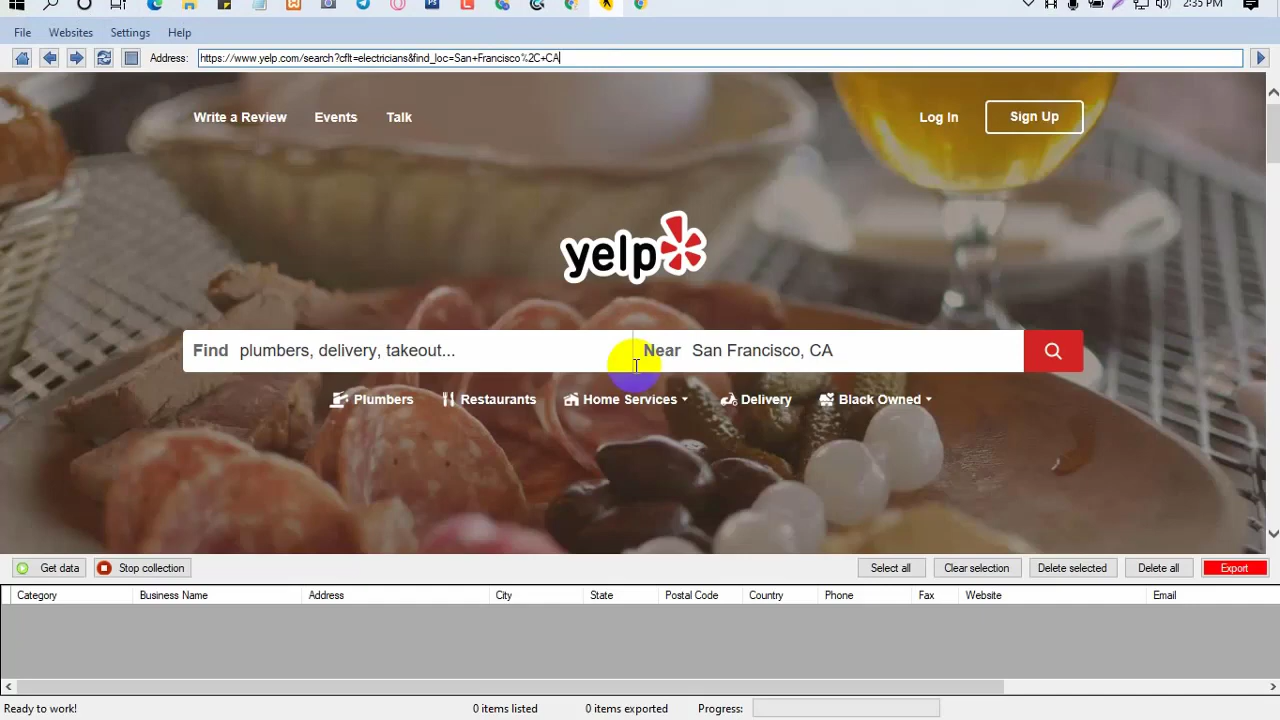 2:35 PM
File Websites Settings Help
Address: https://www.yelp.com/search?cflt=electricians&find_loc=San+Francisco%2C+CA
Write a Review Events Talk Log In Sign Up
yelp
Find plumbers, delivery, takeout... Near San Francisco, CA
Plumbers Restaurants Home Services Delivery Black Owned
Get data Stop collection Select all Clear selection Delete selected Delete all Export
Category Business Name Address City State Postal Code Country Phone Fax Website Email
Ready to work! 0 items listed 0 items exported Progress: